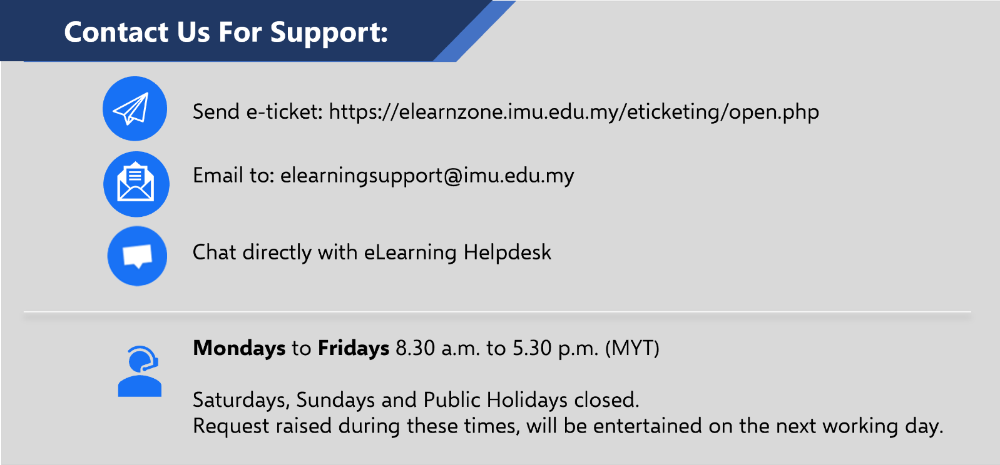 Contact Us For Support:
Send e-ticket: https://elearnzone.imu.edu.my/eticketing/open.php
Email to: elearningsupport@imu.edu.my
Chat directly with eLearning Helpdesk
Mondays to Fridays 8.30 a.m. to 5.30 p.m. (MYT)
Saturdays, Sundays and Public Holidays closed.
Request raised during these times, will be entertained on the next working day.